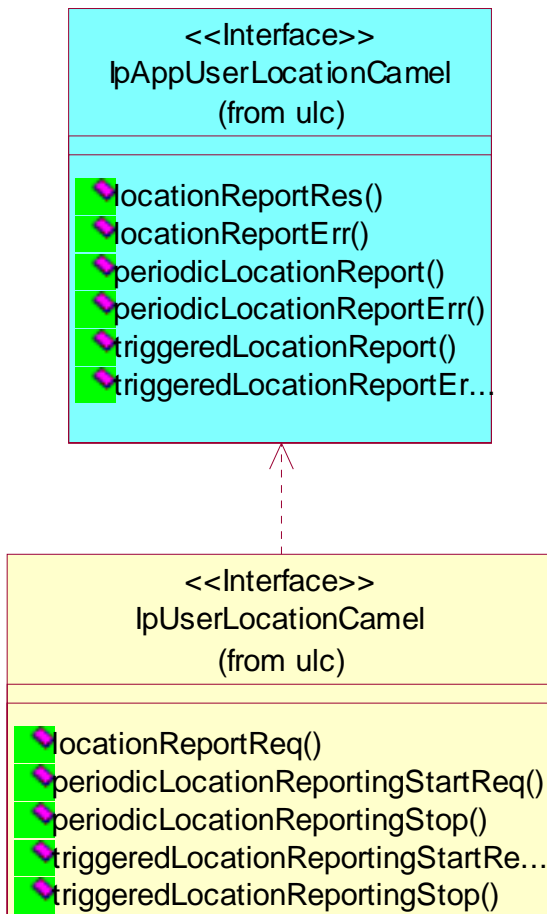 <<Interface>>
IpAppUserLocationCamel
(from ulc)
locationReportRes()
locationReportErr()
periodicLocationReport()
periodicLocationReportErr()
triggeredLocationReport()
triggeredLocationReportEr...
<<Interface>>
IpUserLocationCamel
(from ulc)
locationReportReq()
periodicLocationReportingStartReq()
periodicLocationReportingStop()
triggeredLocationReportingStartRe...
triggeredLocationReportingStop()